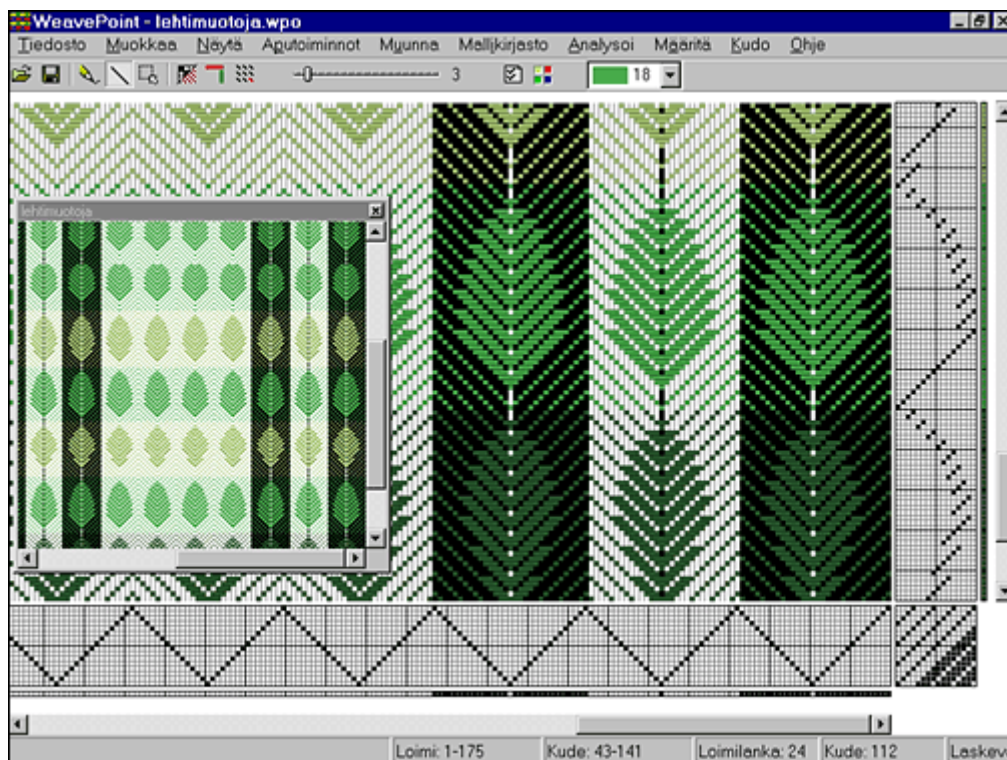 WeavePoint - lehtimuotoja.wpo
Tiedosto Muokkaa Näytä Aputoiminnot Muunna Mallikirjasto Analysoi Määritä Kudo Ohje
3 18
lehtimuotoja
Loimi: 1-175 Kude: 43-141 Loimilanka: 24 Kude: 112 Laskev